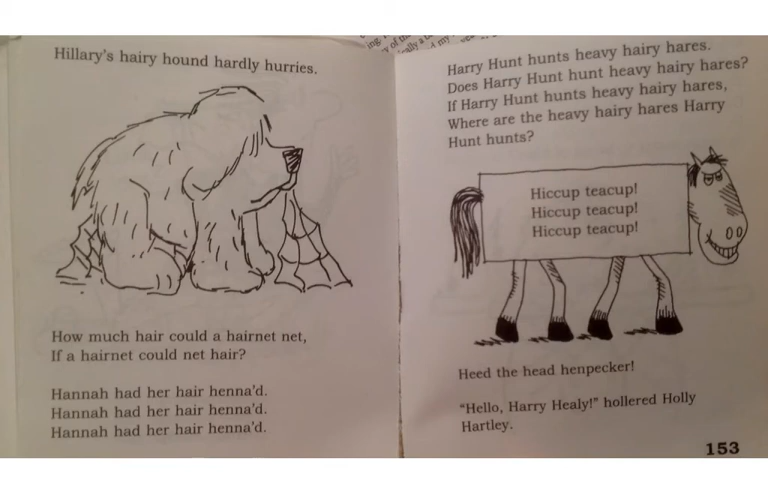 Hillary's hairy hound hardly hurries.
How much hair could a hairnet net,
If a hairnet could net hair?
Hannah had her hair henna'd.
Hannah had her hair henna'd.
Hannah had her hair henna'd.
Harry Hunt hunts heavy hairy hares.
Does Harry Hunt hunt heavy hairy hares?
If Harry Hunt hunts heavy hairy hares,
Where are the heavy hairy hares Harry
Hunt hunts?
Hiccup teacup!
Hiccup teacup!
Hiccup teacup!
Heed the head henpecker!
"Hello, Harry Healy!" hollered Holly
Hartley.
153